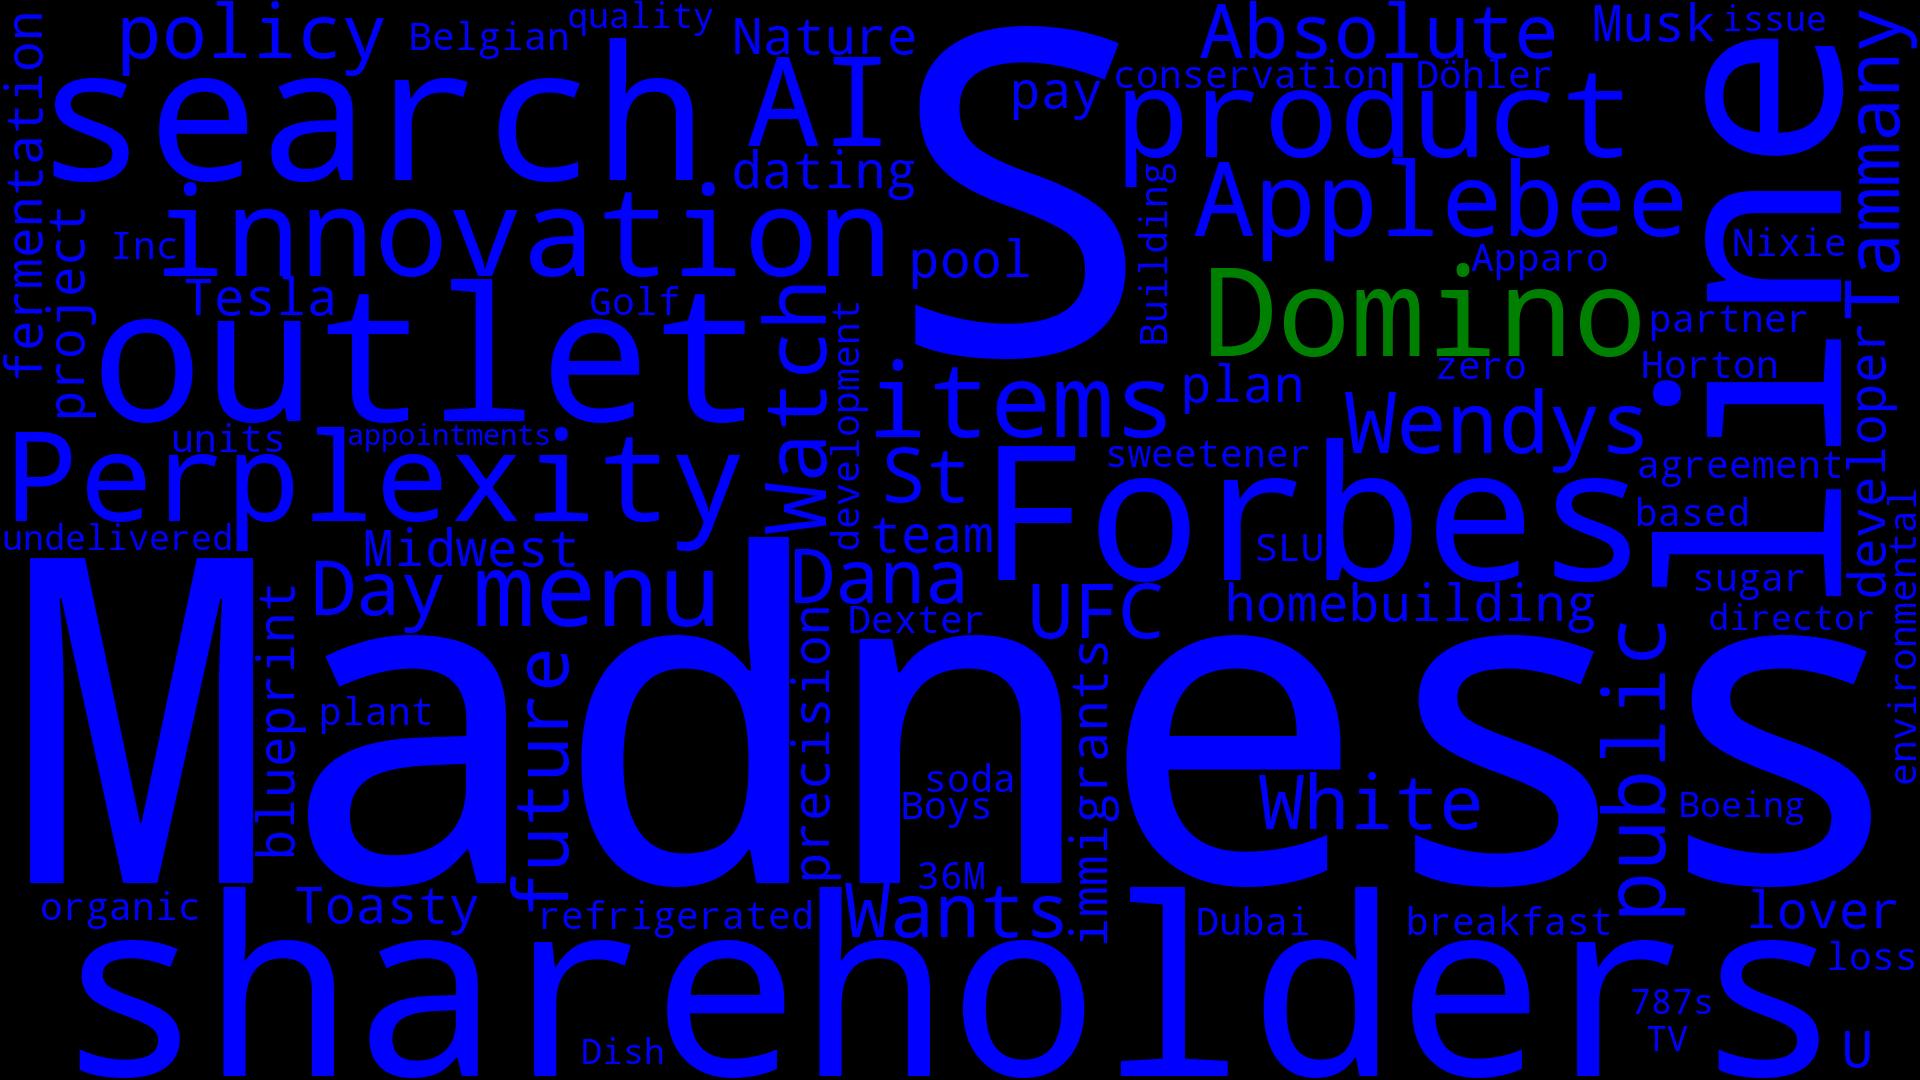 policy
Belgian
quality
Nature
Absolute
Musk
issue
fermentation
search
AI
S
pay
conservation
Döhler
product
line
Tammany
dating
Building
Applebee
innovation
Inc
project
pool
Apparo
Nixie
Tesla
Golf
Domino
partner
outlet
Watch
development
items
plan
zero
Horton
developer
Wendys
Perplexity
units
appointments
St
Forbes
sweetener
agreement
undelivered
Midwest
team
SLU
based
environmental
Day
menu
Dana
UFC
homebuilding
sugar
Dexter
director
Madness
blueprint
plant
future
precision
immigrants
public
soda
Boys
White
Boeing
36M
organic
Toasty
refrigerated
Wants
Dubai
breakfast
lover
shareholders
loss
787s
TV
Dish
U